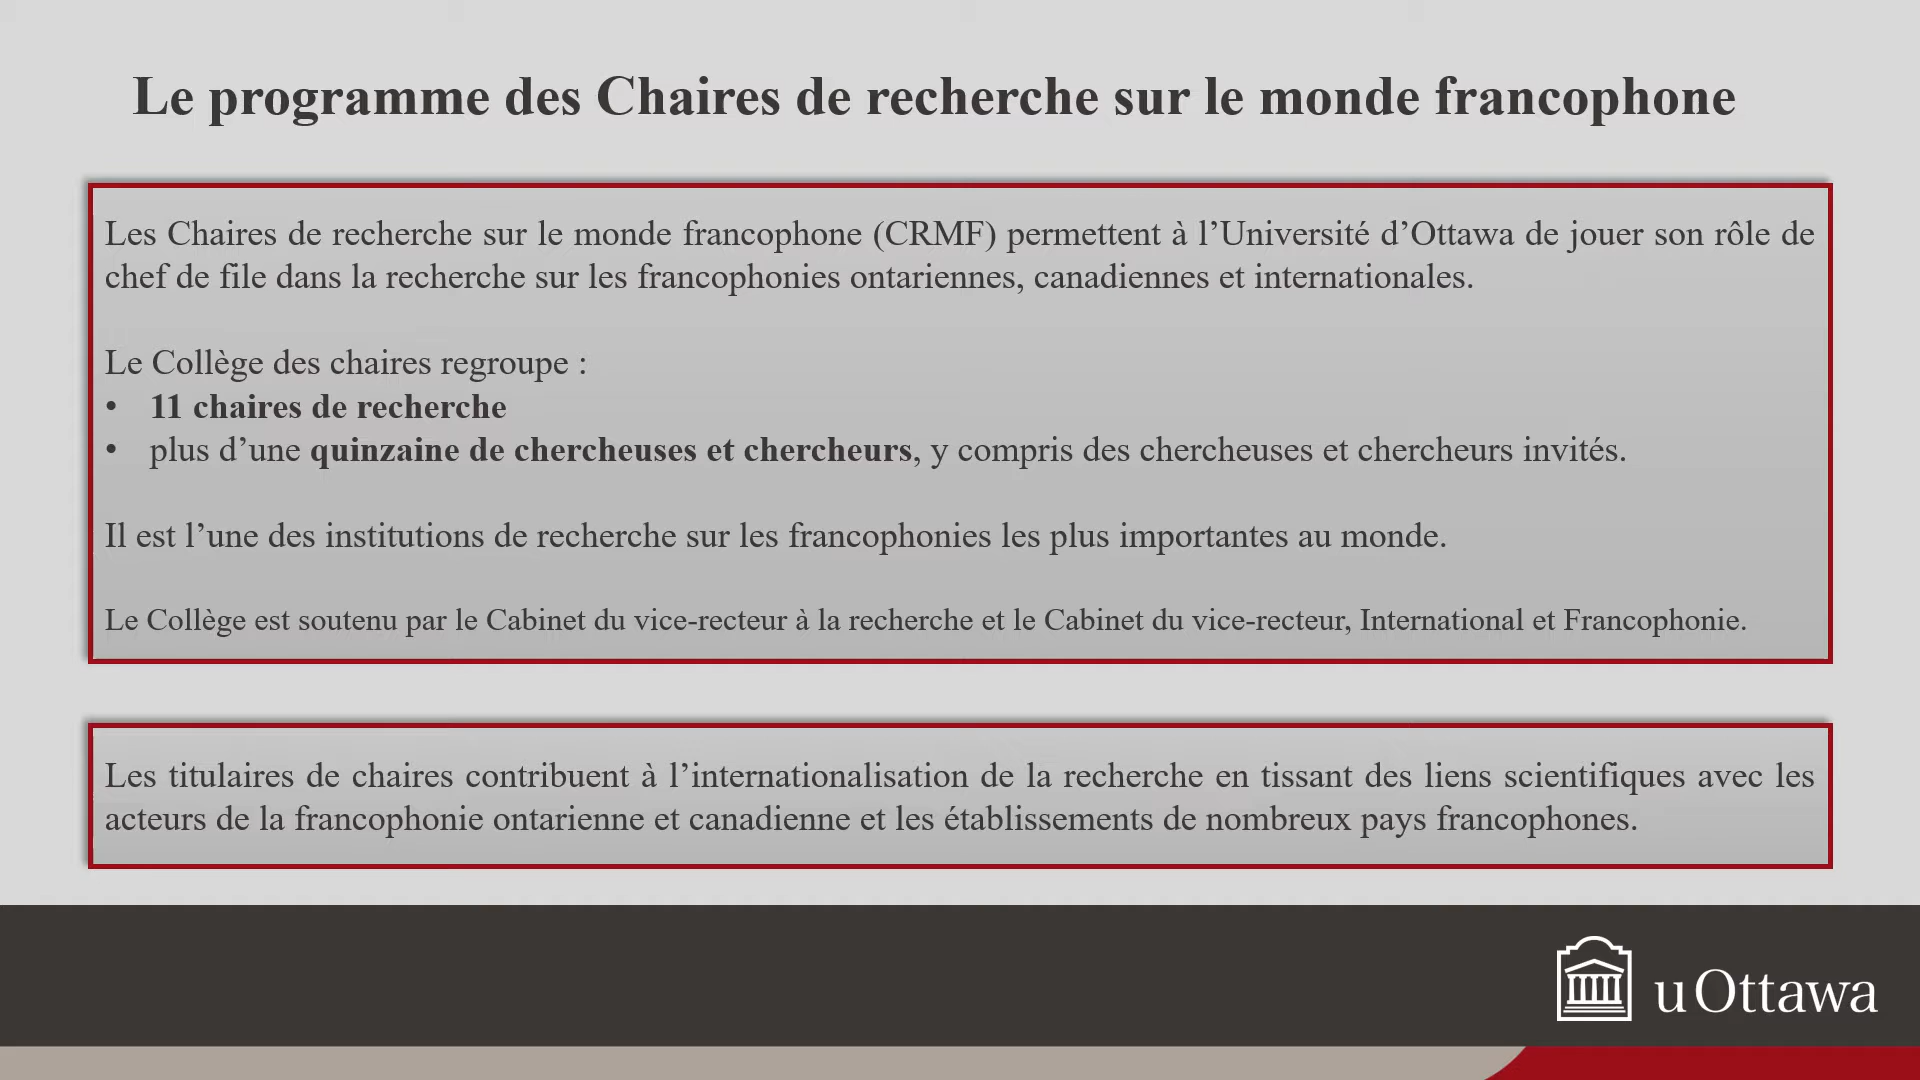 Le programme des Chaires de recherche sur le monde francophone
Les Chaires de recherche sur le monde francophone (CRMF) permettent à l’Université d’Ottawa de jouer son rôle de
chef de file dans la recherche sur les francophonies ontariennes, canadiennes et internationales.
Le Collège des chaires regroupe :
• 11 chaires de recherche
• plus d’une quinzaine de chercheuses et chercheurs, y compris des chercheuses et chercheurs invités.
Il est l’une des institutions de recherche sur les francophonies les plus importantes au monde.
Le Collège est soutenu par le Cabinet du vice-recteur à la recherche et le Cabinet du vice-recteur, International et Francophonie.
Les titulaires de chaires contribuent à l’internationalisation de la recherche en tissant des liens scientifiques avec les
acteurs de la francophonie ontarienne et canadienne et les établissements de nombreux pays francophones.
uOttawa